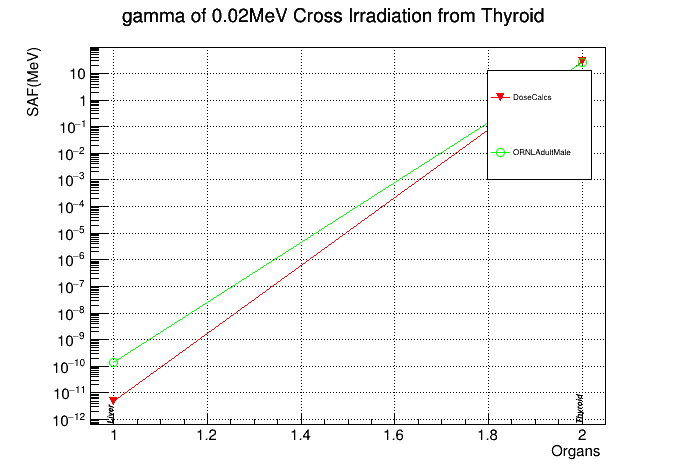 gamma of 0.02MeV Cross Irradiation from Thyroid
SAF(MeV)
10
1
10⁻¹
10⁻²
10⁻³
10⁻⁴
10⁻⁵
10⁻⁶
10⁻⁷
10⁻⁸
10⁻⁹
10⁻¹⁰
10⁻¹¹
10⁻¹²
DoseCalcs
ORNLAdultMale
Liver
Thyroid
1 1.2 1.4 1.6 1.8 2
Organs